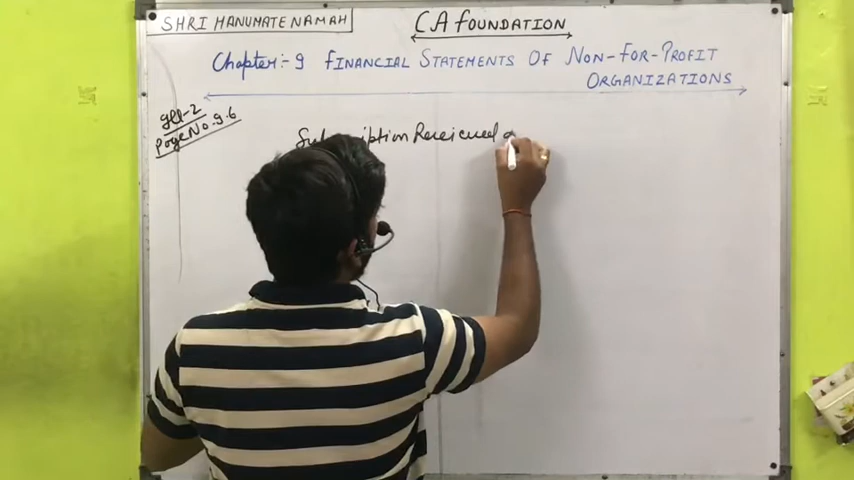 SHRI HANUMATE NAMAH
CA FOUNDATION
Chapter:- 9 FINANCIAL STATEMENTS OF NON-FOR-PROFIT
ORGANIZATIONS
Ill-2
Page No. 9.6
Received